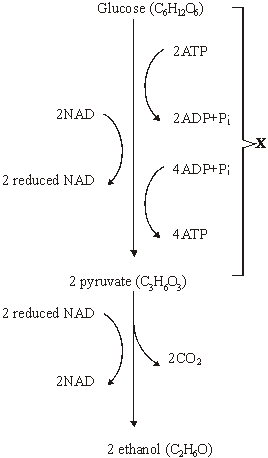 Glucose (C₆H₁₂O₆)
2ATP
2NAD
2ADP+Pi
X
4ADP+Pi
2 reduced NAD
4ATP
2 pyruvate (C₃H₆O₃)
2 reduced NAD
2CO₂
2NAD
2 ethanol (C₂H₆O)